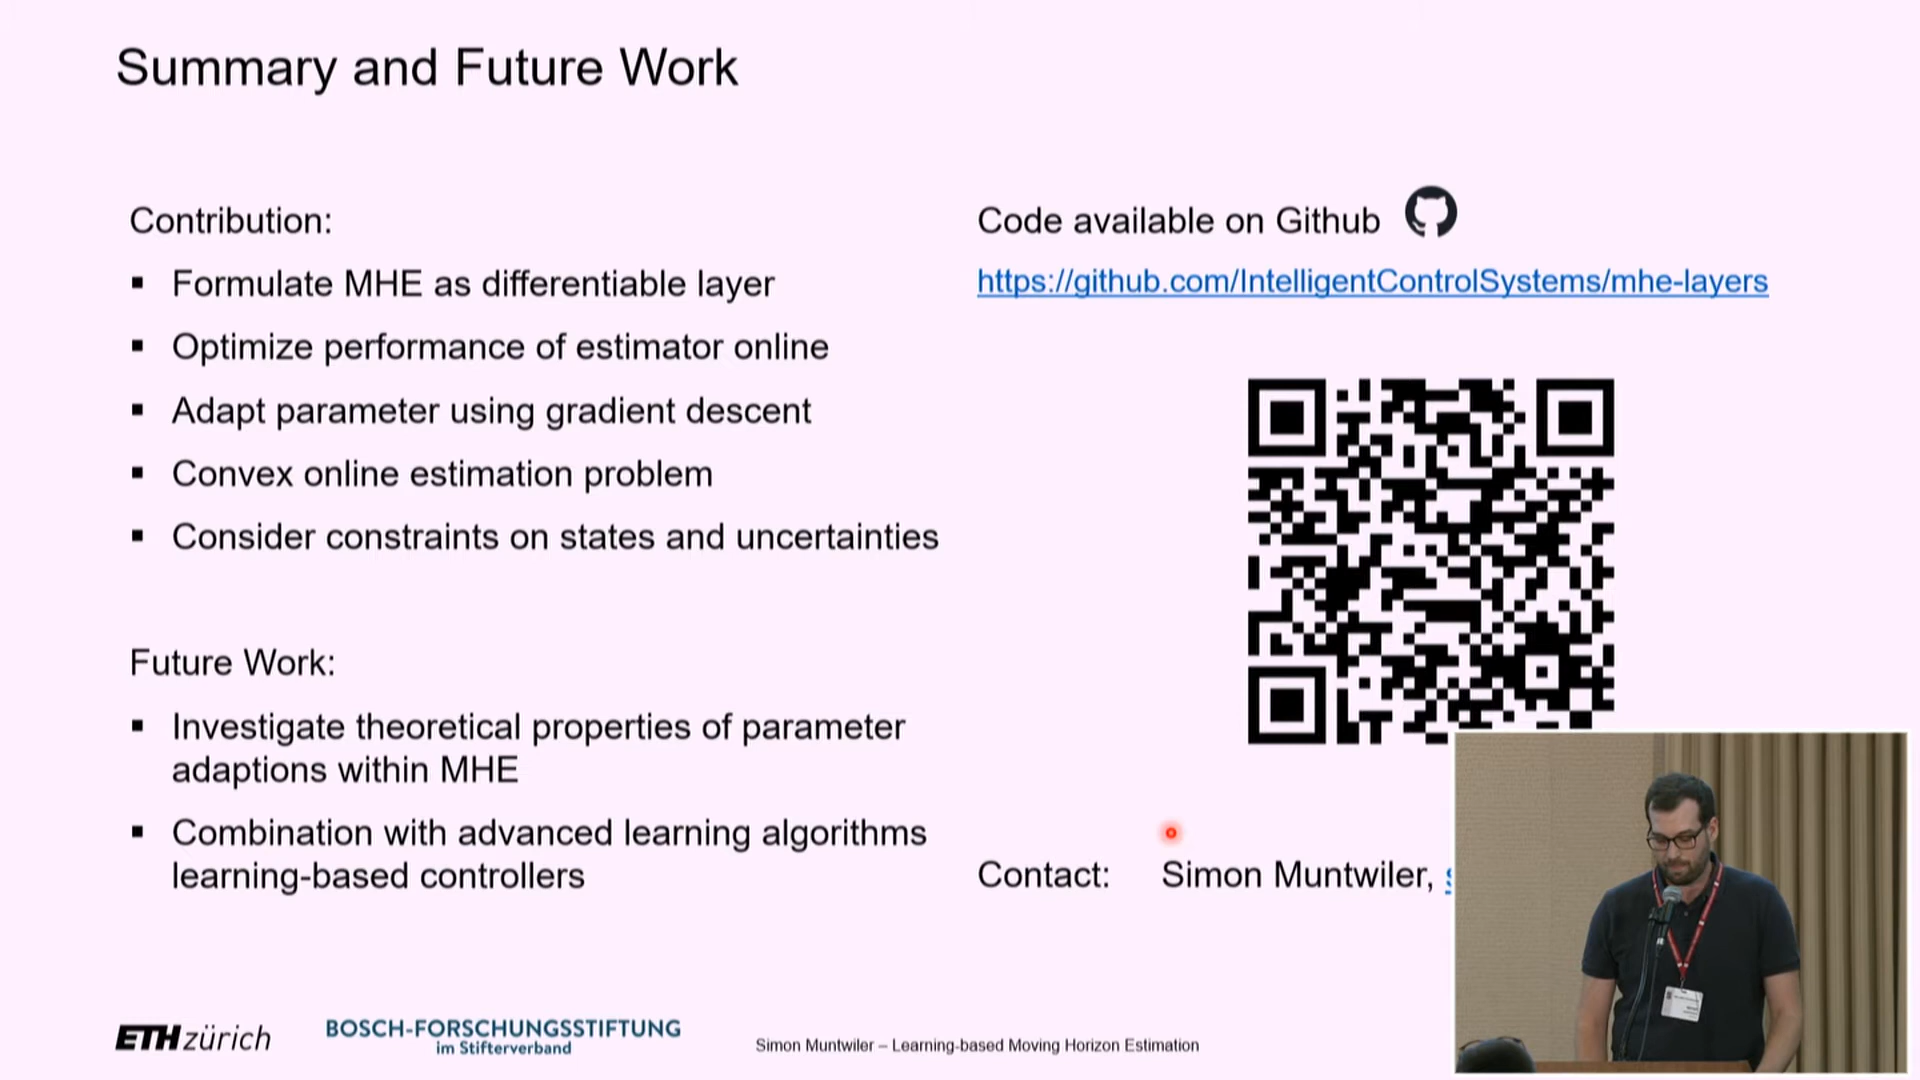 Summary and Future Work
Contribution:
▪ Formulate MHE as differentiable layer
▪ Optimize performance of estimator online
▪ Adapt parameter using gradient descent
▪ Convex online estimation problem
▪ Consider constraints on states and uncertainties
Future Work:
▪ Investigate theoretical properties of parameter
adaptions within MHE
▪ Combination with advanced learning algorithms
learning-based controllers
Code available on Github
https://github.com/IntelligentControlSystems/mhe-layers
Contact: Simon Muntwiler,
ETH zürich
BOSCH-FORSCHUNGSSTIFTUNG
im Stifterverband
Simon Muntwiler – Learning-based Moving Horizon Estimation